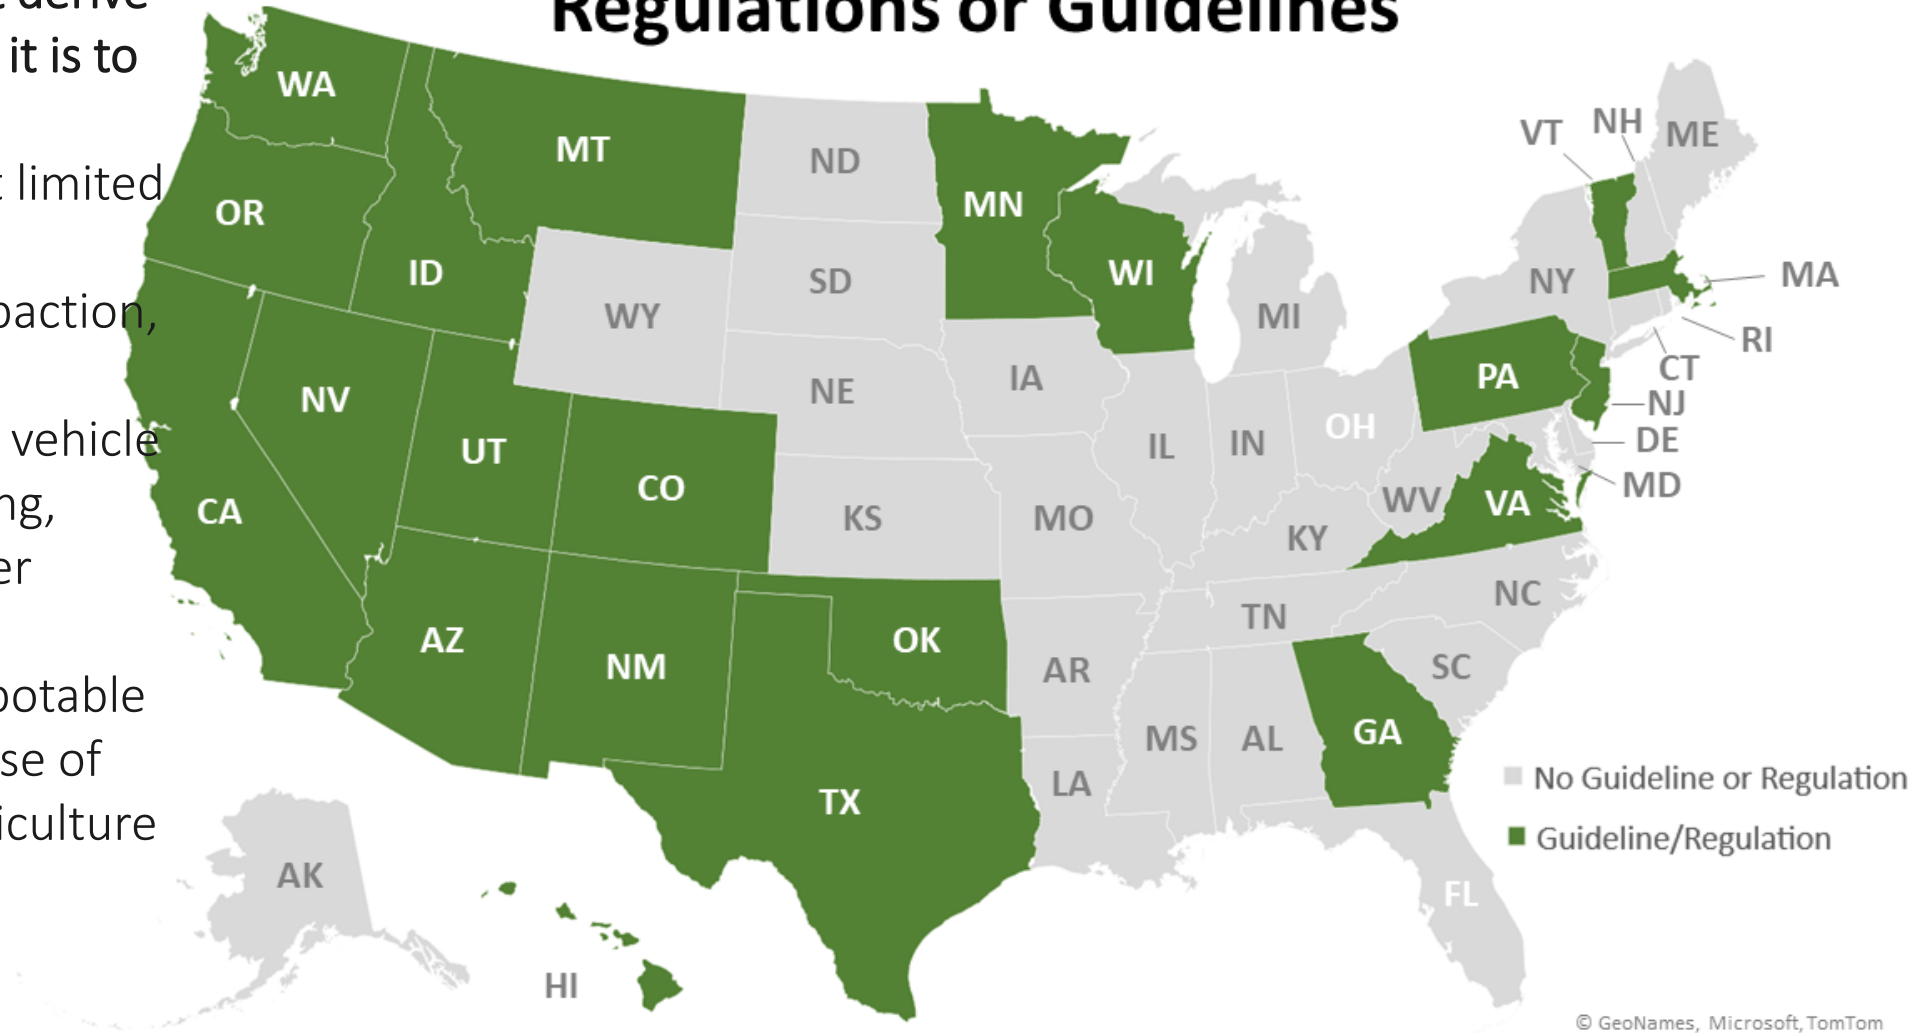 derive
it is to
limited
paction,
vehicle
ng,
er
potable
se of
iculture
Regulations or Guidelines
WA
MT
ND
MN
VT
NH
ME
OR
ID
SD
WI
NY
MA
WY
MI
RI
CT
NV
NE
IA
PA
NJ
UT
CO
IL
IN
OH
DE
CA
KS
MO
WV
VA
MD
KY
AZ
NM
OK
TN
NC
AR
SC
MS
AL
GA
TX
LA
No Guideline or Regulation
Guideline/Regulation
AK
HI
FL
© GeoNames, Microsoft, TomTom